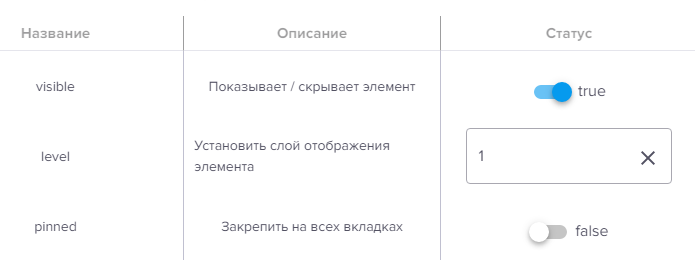 Название Описание Статус
visible Показывает / скрывает элемент true
level Установить слой отображения элемента 1
pinned Закрепить на всех вкладках false